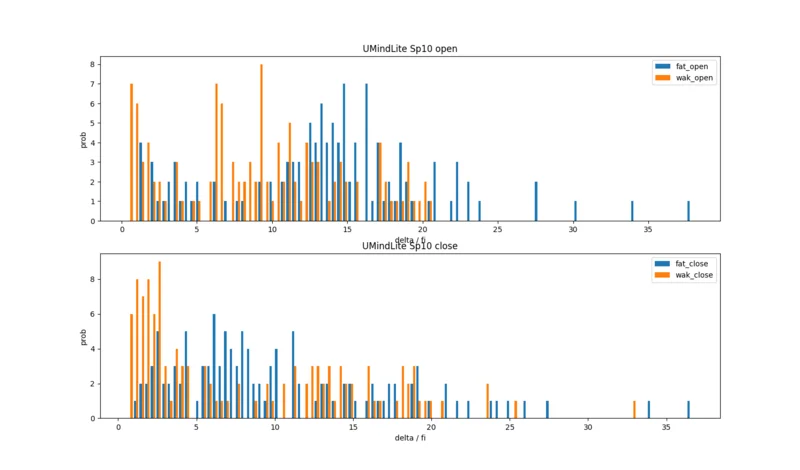 UMindLite Sp10 open
prob
8
7
6
5
4
3
2
1
0
fat_open
wak_open
0 5 10 15 20 25 30 35
delta / fi
UMindLite Sp10 close
prob
8
6
4
2
0
fat_close
wak_close
0 5 10 15 20 25 30 35
delta / fi